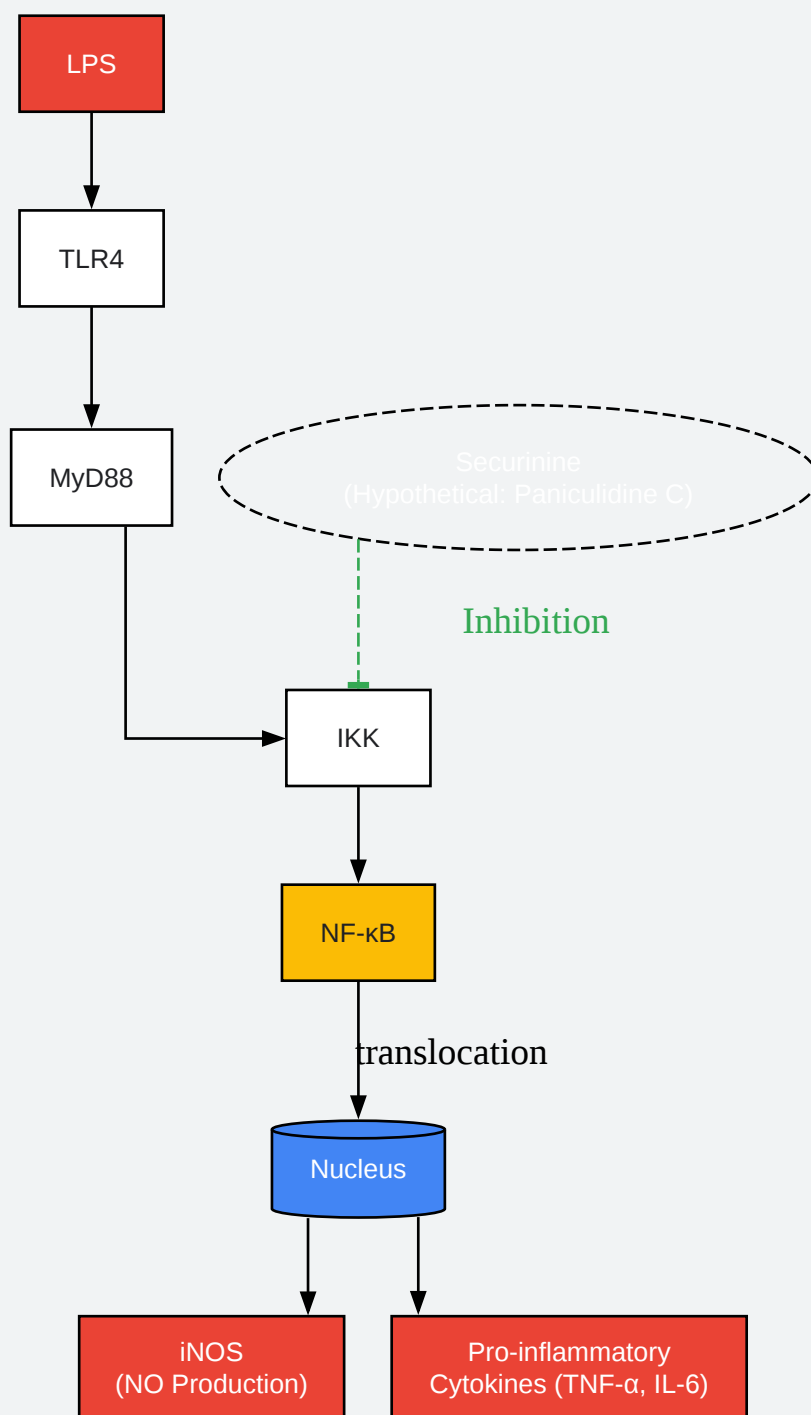 LPS
TLR4
MyD88
Securinine
(Hypothetical: Paniculidine C)
Inhibition
IKK
NF-κB
translocation
Nucleus
iNOS
(NO Production)
Pro-inflammatory
Cytokines (TNF-α, IL-6)